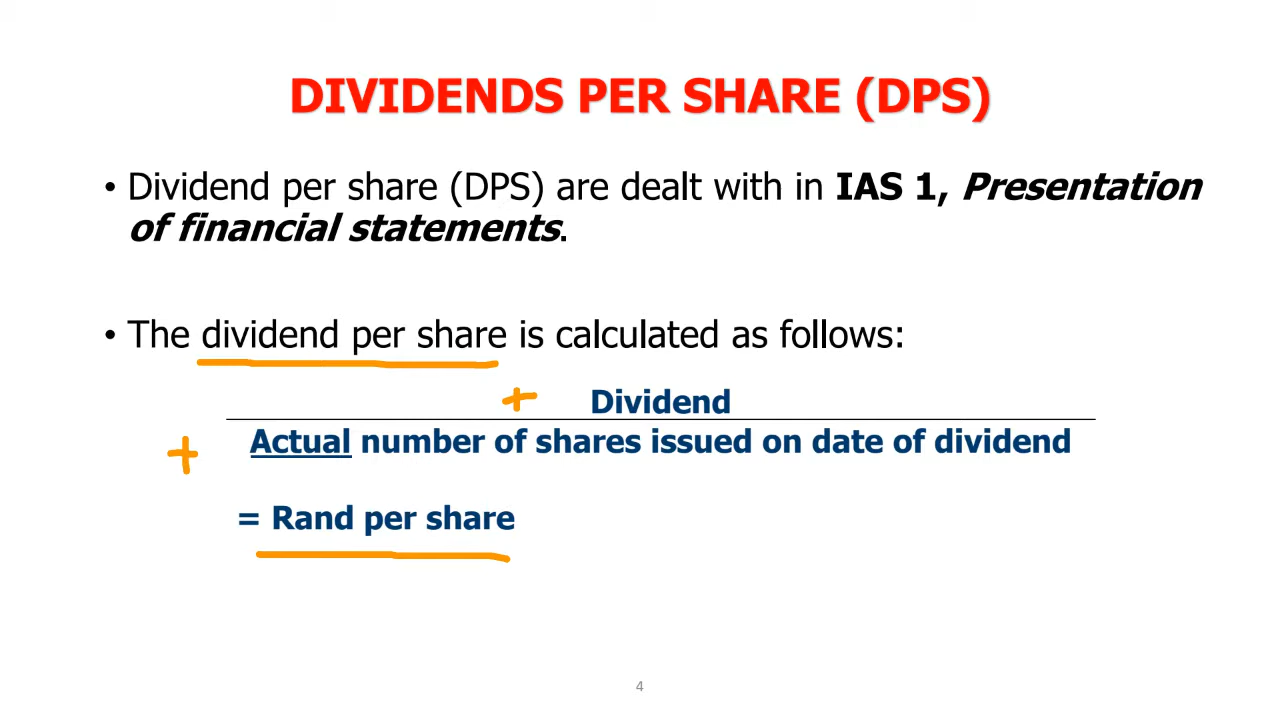 DIVIDENDS PER SHARE (DPS)
• Dividend per share (DPS) are dealt with in IAS 1, Presentation
of financial statements.
• The dividend per share is calculated as follows:
+ Dividend
+ Actual number of shares issued on date of dividend
= Rand per share
4